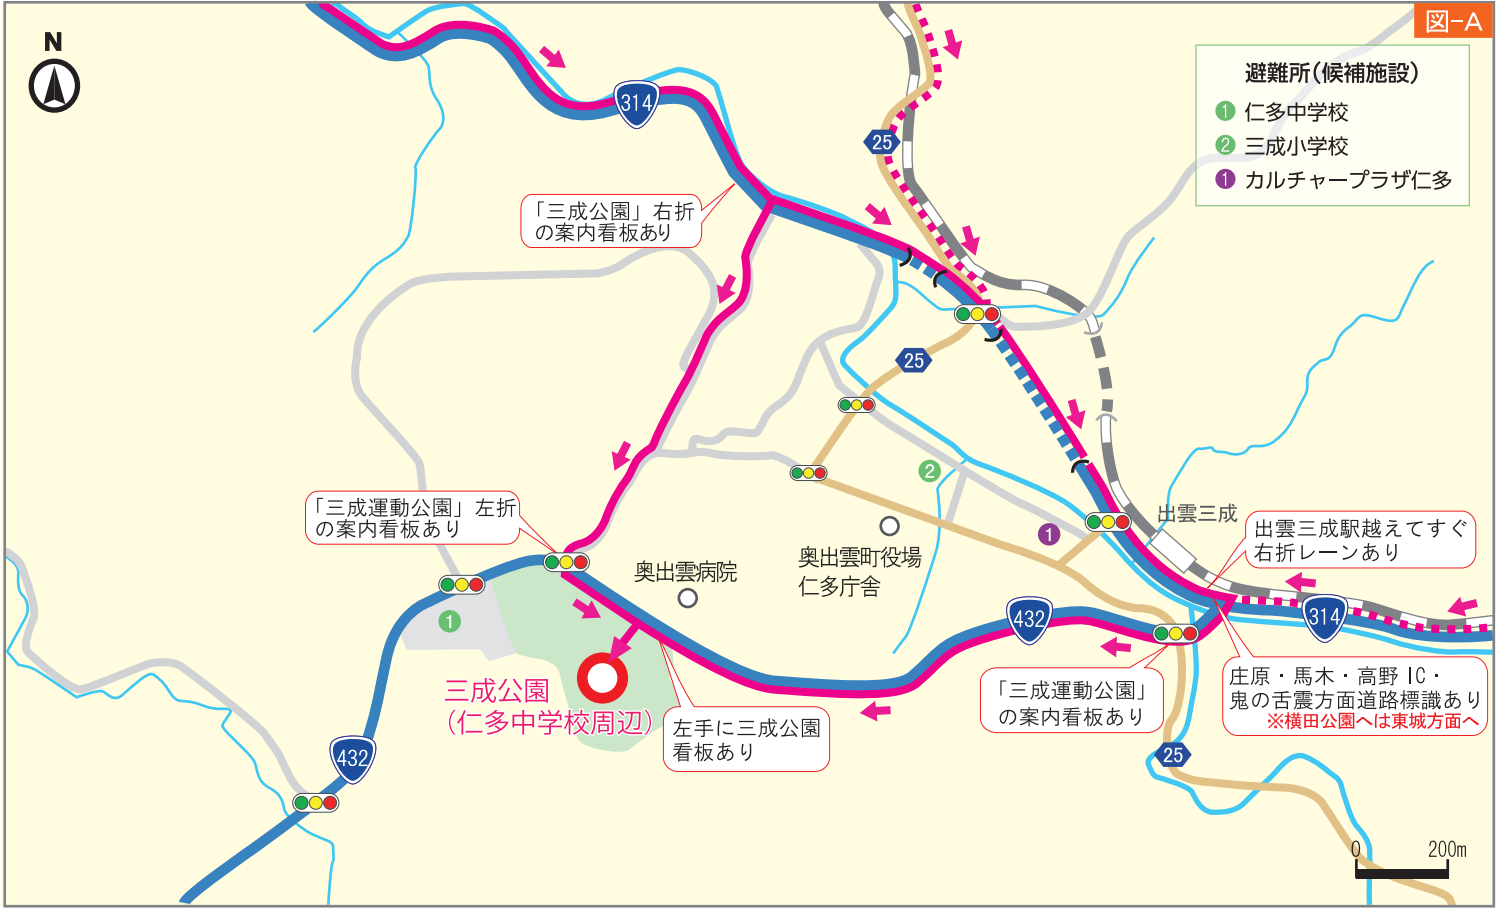 図-A
N
避難所(候補施設)
1 仁多中学校
2 三成小学校
1 カルチャープラザ仁多
314
25
「三成公園」右折
の案内看板あり
25
2
1
出雲三成
「三成運動公園」左折
の案内看板あり
出雲三成駅越えてすぐ
右折レーンあり
奥出雲病院
奥出雲町役場
仁多庁舎
1
432
314
三成公園
(仁多中学校周辺)
左手に三成公園
看板あり
「三成運動公園」
の案内看板あり
庄原・馬木・高野IC・
鬼の舌震方面道路標識あり
※横田公園へは東城方面へ
432
25
0 200m